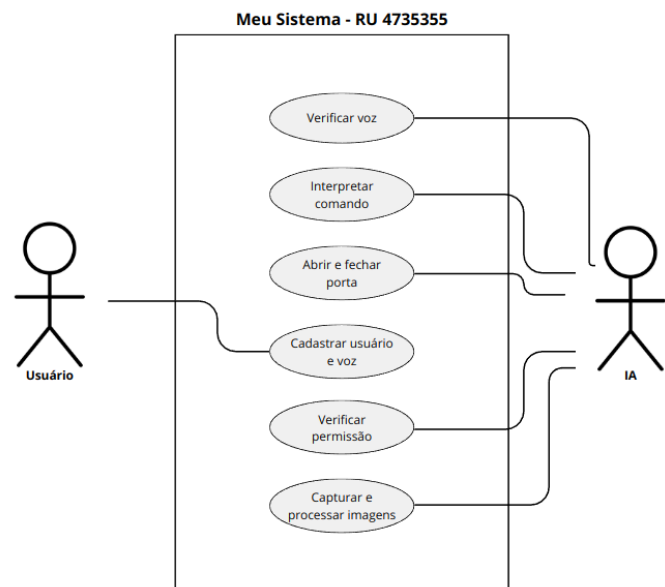 Meu Sistema - RU 4735355
Verificar voz
Interpretar
comando
Abrir e fechar
porta
Cadastrar usuário
e voz
Verificar
permissão
Capturar e
processar imagens
Usuário
IA